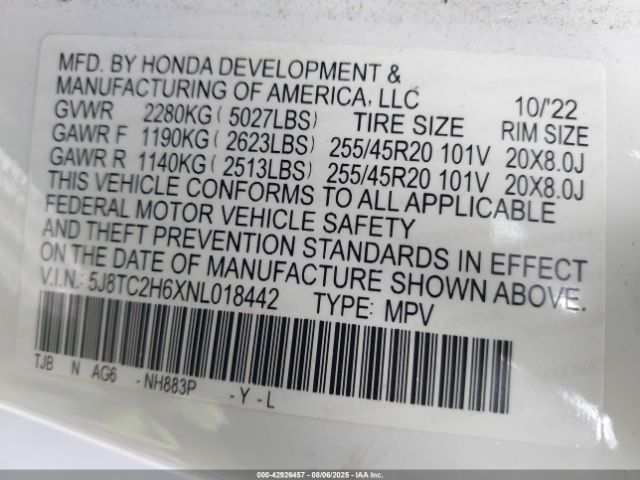 MFD. BY HONDA DEVELOPMENT &
MANUFACTURING OF AMERICA, LLC 10/'22
GVWR 2280KG ( 5027LBS) TIRE SIZE RIM SIZE
GAWR F 1190KG ( 2623LBS) 255/45R20 101V 20X8.0J
GAWR R 1140KG ( 2513LBS) 255/45R20 101V 20X8.0J
THIS VEHICLE CONFORMS TO ALL APPLICABLE
FEDERAL MOTOR VEHICLE SAFETY
AND THEFT PREVENTION STANDARDS IN EFFECT
ON THE DATE OF MANUFACTURE SHOWN ABOVE.
V.I.N.: 5J8TC2H6XNL018442 TYPE: MPV
TJB N AG6 -NH883P -Y-L
000-42926457 - 08/06/2025 - IAAI.COM